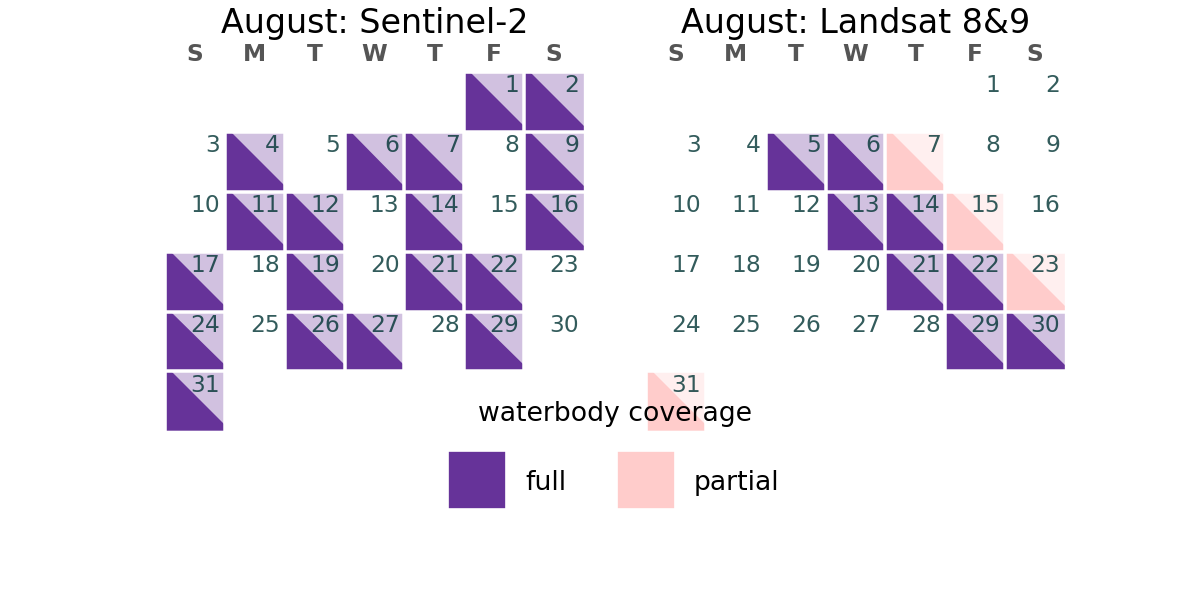 August: Sentinel-2
S M T W T F S
1 2
3 4 5 6 7 8 9
10 11 12 13 14 15 16
17 18 19 20 21 22 23
24 25 26 27 28 29 30
31
August: Landsat 8&9
S M T W T F S
1 2
3 4 5 6 7 8 9
10 11 12 13 14 15 16
17 18 19 20 21 22 23
24 25 26 27 28 29 30
31
waterbody coverage
full
partial